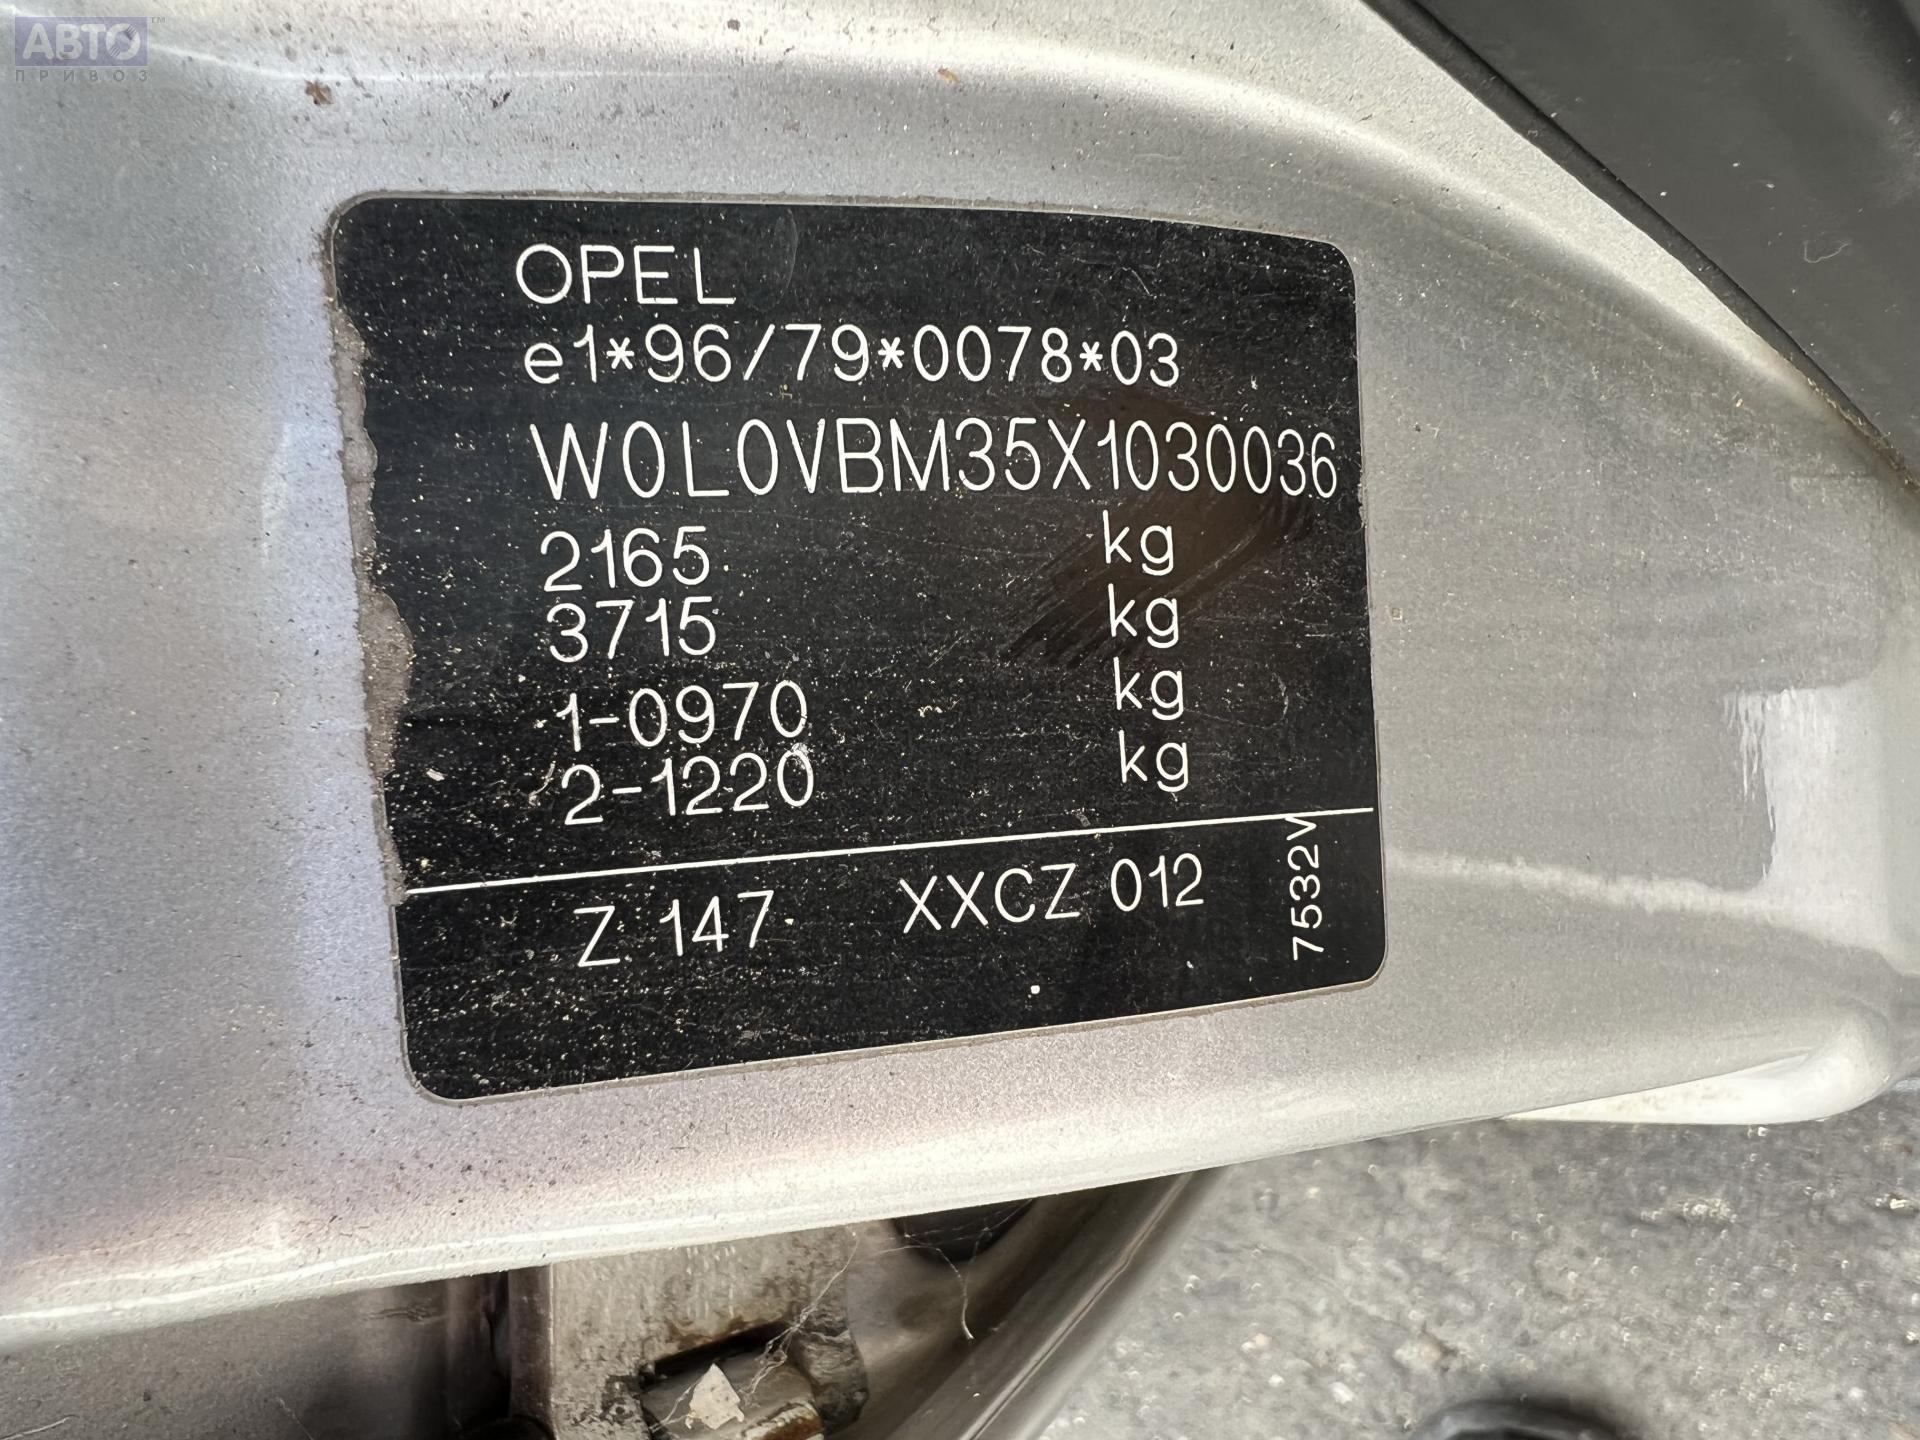 АВТО™
ПРИВОЗ
OPEL
e1*96/79*0078*03
W0L0VBM35X1030036
2165 kg
3715 kg
1-0970 kg
2-1220 kg
Z 147 XXCZ 012
7532V